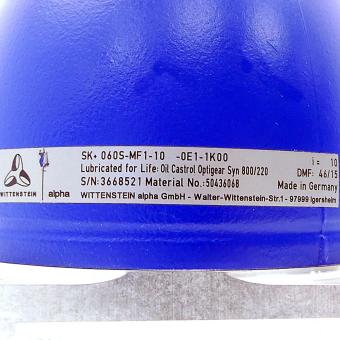 SK+ 060S-MF1-10 -0E1-1K00 i = 10
Lubricated for Life: Oil Castrol Optigear Syn 800/220 DMF: 46/15
S/N: 3668521 Material No.: 50436068 Made in Germany
WITTENSTEIN alpha WITTENSTEIN alpha GmbH - Walter-Wittenstein-Str.1 - 97999 Igersheim